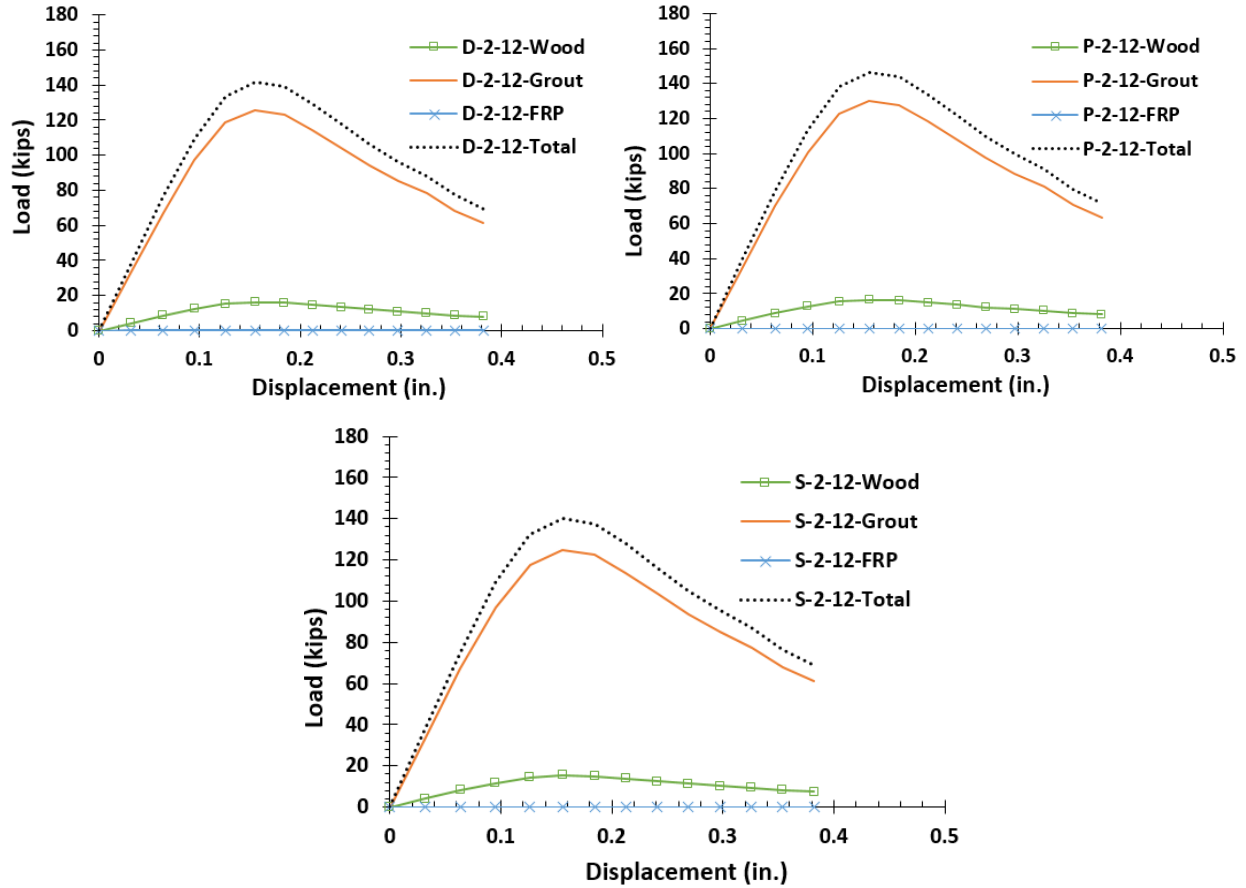 180
160
140
120
100
80
60
40
20
0
Load (kips)
0
0.1
0.2
0.3
0.4
0.5
Displacement (in.)
D-2-12-Wood
D-2-12-Grout
D-2-12-FRP
D-2-12-Total
180
160
140
120
100
80
60
40
20
0
Load (kips)
0
0.1
0.2
0.3
0.4
0.5
Displacement (in.)
P-2-12-Wood
P-2-12-Grout
P-2-12-FRP
P-2-12-Total
180
160
140
120
100
80
60
40
20
0
Load (kips)
0
0.1
0.2
0.3
0.4
0.5
Displacement (in.)
S-2-12-Wood
S-2-12-Grout
S-2-12-FRP
S-2-12-Total